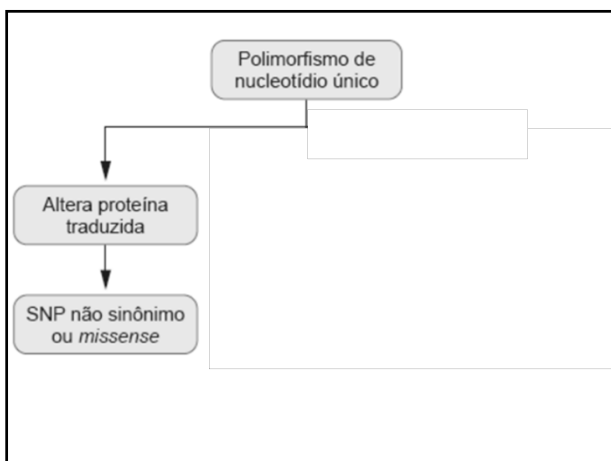 Polimorfismo de
nucleotídio único
Altera proteína
traduzida
SNP não sinônimo
ou missense